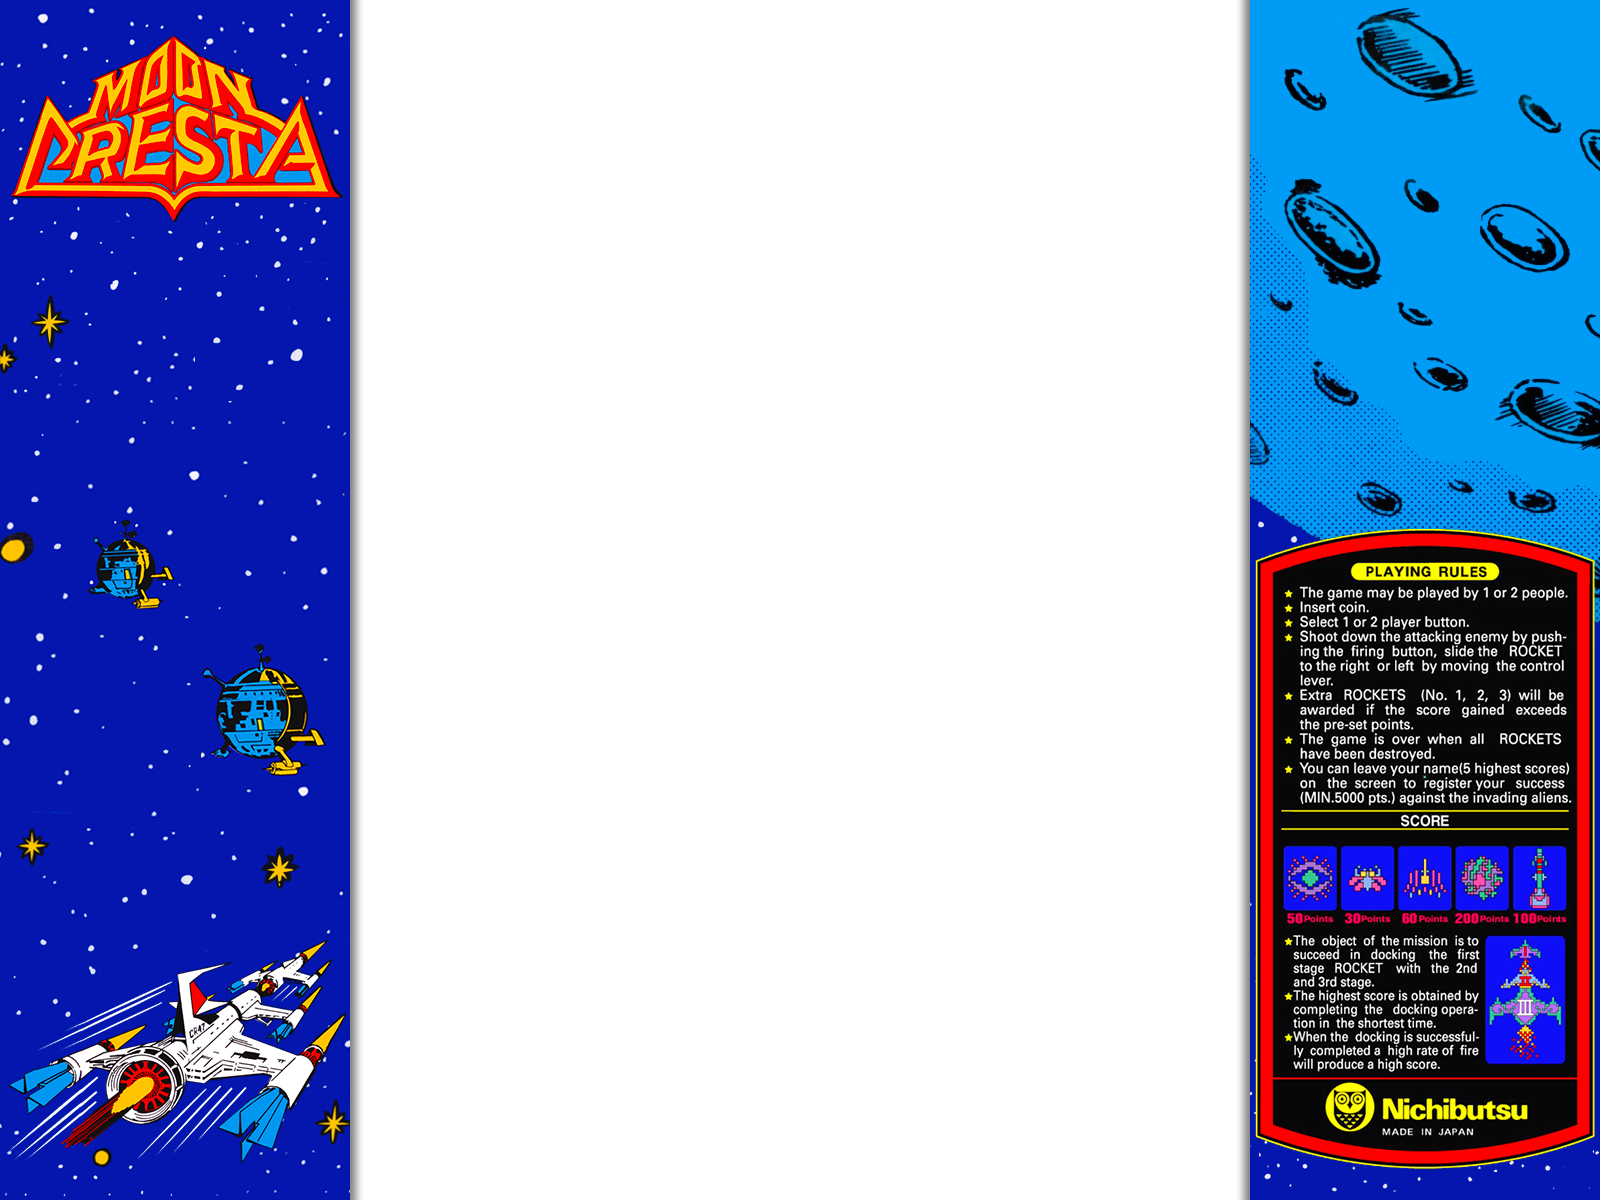 MOON
CRESTA
CR47
PLAYING RULES
★ The game may be played by 1 or 2 people.
★ Insert coin.
★ Select 1 or 2 player button.
★ Shoot down the attacking enemy by push-
ing the firing button, slide the ROCKET
to the right or left by moving the control
lever.
★ Extra ROCKETS (No. 1, 2, 3) will be
awarded if the score gained exceeds
the pre-set points.
★ The game is over when all ROCKETS
have been destroyed.
★ You can leave your name(5 highest scores)
on the screen to register your success
(MIN.5000 pts.) against the invading aliens.
SCORE
50Points 30Points 60Points 200Points 100Points
★The object of the mission is to
succeed in docking the first
stage ROCKET with the 2nd
and 3rd stage.
★The highest score is obtained by
completing the docking opera-
tion in the shortest time.
★When the docking is successful-
ly completed a high rate of fire
will produce a high score.
III
Nichibutsu
MADE IN JAPAN